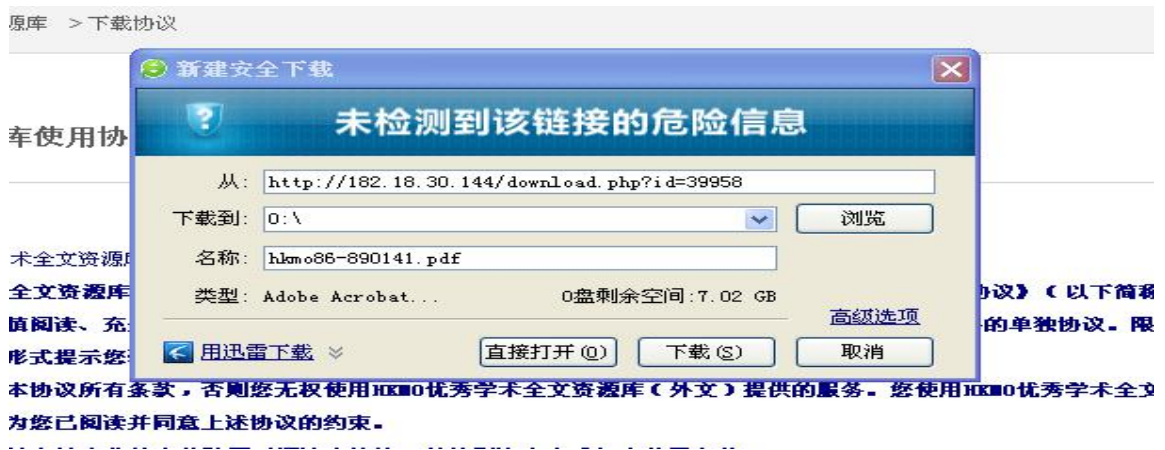 源库 >下载协议
新建安全下载
未检测到该链接的危险信息
库使用协
从: http://182.18.30.144/download.php?id=39958
下载到: O:\ 浏览
名称: hkmo86-890141.pdf
术全文资源库
类型: Adobe Acrobat... O盘剩余空间:7.02 GB
全文资源库 协议》(以下简称
高级选项
慎阅读、充 的单独协议。限
用迅雷下载 直接打开(O) 下载(S) 取消
形式提示您
本协议所有条款,否则您无权使用HKMO优秀学术全文资源库(外文)提供的服务。您使用HKMO优秀学术全文
为您已阅读并同意上述协议的约束。